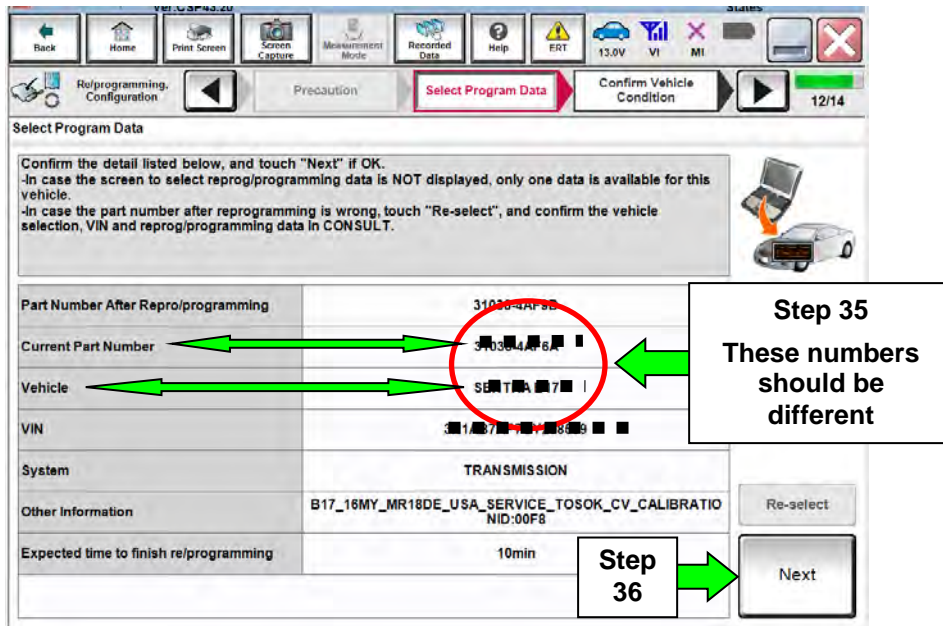 Ver.CSP43.20
States
Back
Home
Print Screen
Screen
Capture
Measurement
Mode
Recorded
Data
Help
ERT
13.0V
VI
MI
Re/programming,
Configuration
Precaution
Select Program Data
Confirm Vehicle
Condition
12/14
Select Program Data
Confirm the detail listed below, and touch "Next" if OK.
-In case the screen to select reprog/programming data is NOT displayed, only one data is available for this
vehicle.
-In case the part number after reprogramming is wrong, touch "Re-select", and confirm the vehicle
selection, VIN and reprog/programming data in CONSULT.
Part Number After Repro/programming
Current Part Number
Vehicle
VIN
System
TRANSMISSION
Other Information
B17_16MY_MR18DE_USA_SERVICE_TOSOK_CV_CALIBRATIO
NID:00F8
Expected time to finish re/programming
10min
Step 35
These numbers
should be
different
Re-select
Step
36
Next